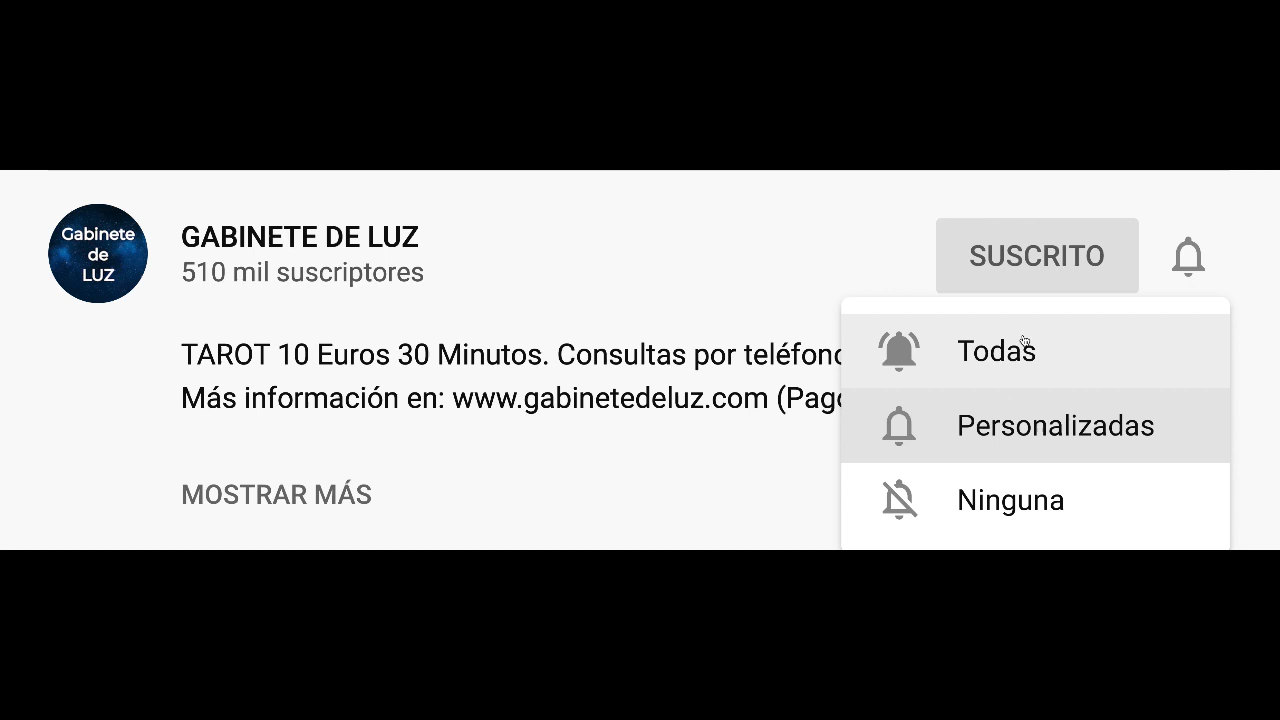 Gabinete
de
LUZ
GABINETE DE LUZ
510 mil suscriptores
SUSCRITO
TAROT 10 Euros 30 Minutos. Consultas por teléfono
Más información en: www.gabinetedeluz.com (Pago
MOSTRAR MÁS
Todas
Personalizadas
Ninguna